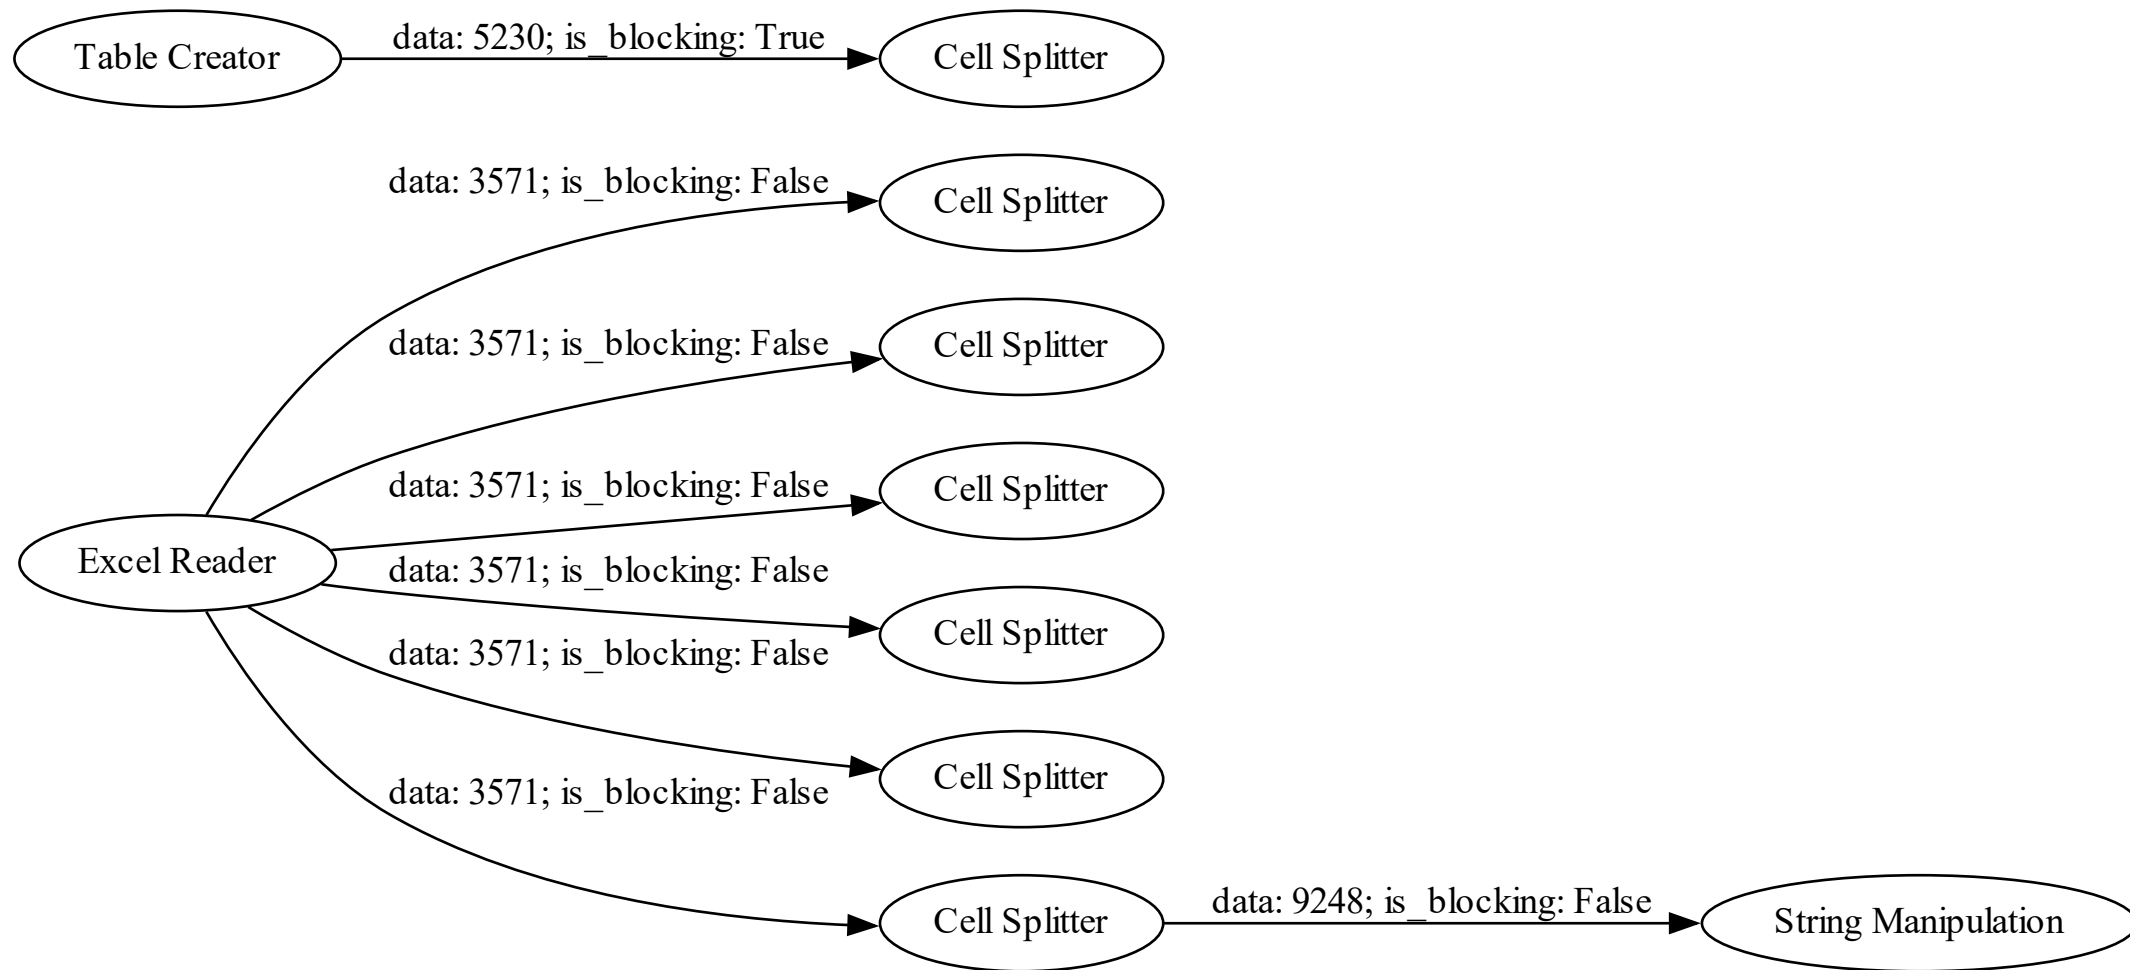 Table Creator
data: 5230; is_blocking: True
Cell Splitter
data: 3571; is_blocking: False
Cell Splitter
data: 3571; is_blocking: False
Cell Splitter
data: 3571; is_blocking: False
Cell Splitter
Excel Reader
data: 3571; is_blocking: False
Cell Splitter
data: 3571; is_blocking: False
Cell Splitter
data: 3571; is_blocking: False
Cell Splitter
data: 9248; is_blocking: False
String Manipulation